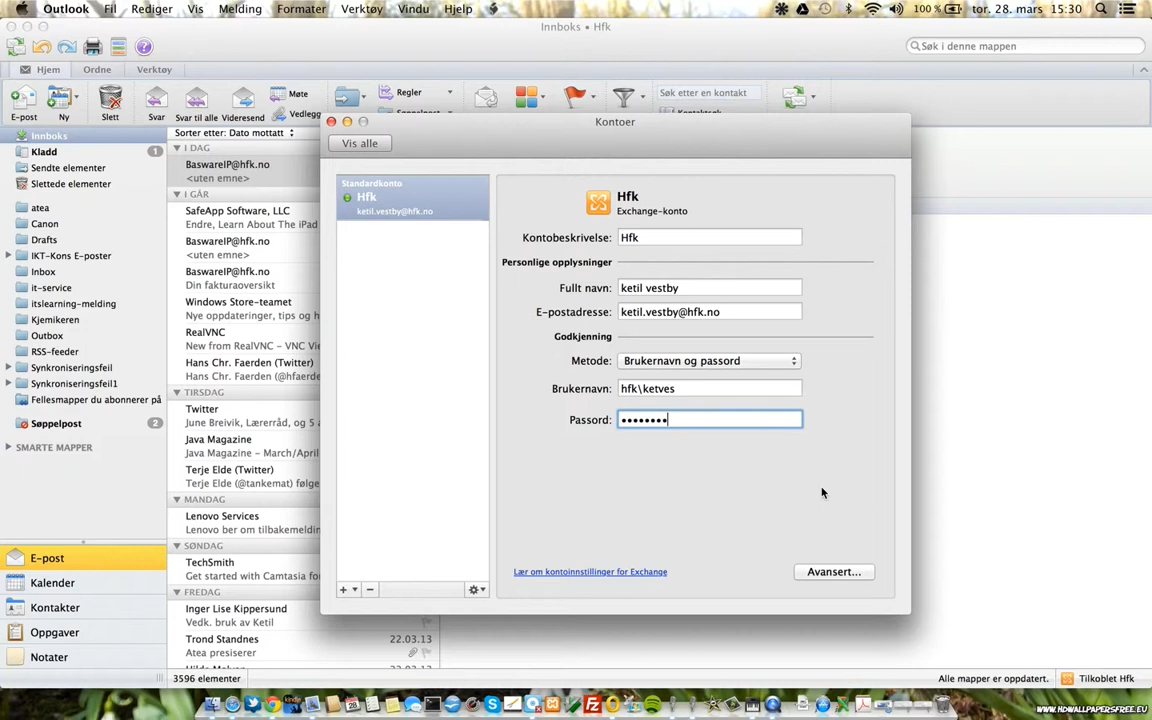 Outlook Fil Rediger Vis Melding Formater Verktøy Vindu Hjelp 100 % tor. 28. mars 15:30
Innboks • Hfk
Søk i denne mappen
Hjem Ordne Verktøy
E-post Ny Slett Svar Svar til alle Videresend Møte Vedlegg Regler Søk etter en kontakt
Sorter etter: Dato mottatt
Innboks
Kladd 1
Sendte elementer
Slettede elementer
atea
Canon
Drafts
IKT-Kons E-poster
Inbox
it-service
itslearning-melding
Kjemikeren
Outbox
RSS-feeder
Synkroniseringsfeil
Synkroniseringsfeil1
Fellesmapper du abonnerer på
Søppelpost 2
SMARTE MAPPER
E-post
Kalender
Kontakter
Oppgaver
Notater
I DAG
BaswareIP@hfk.no
<uten emne>
I GÅR
SafeApp Software, LLC
Endre, Learn About The iPad
BaswareIP@hfk.no
<uten emne>
BaswareIP@hfk.no
Din fakturaoversikt
Windows Store-teamet
Nye oppdateringer, tips og h
RealVNC
New from RealVNC - VNC Vie
Hans Chr. Faerden (Twitter)
Hans Chr. Faerden (@hfaerde
TIRSDAG
Twitter
June Breivik, Lærerråd, og 5 a
Java Magazine
Java Magazine - March/April
Terje Elde (Twitter)
Terje Elde (@tankemat) følge
MANDAG
Lenovo Services
Lenovo ber om tilbakemeldin
SØNDAG
TechSmith
Get started with Camtasia for
FREDAG
Inger Lise Kippersund
Vedk. bruk av Ketil
Trond Standnes 22.03.13
Atea presiserer
Kontoer
Vis alle
Standardkonto
Hfk
ketil.vestby@hfk.no
Hfk
Exchange-konto
Kontobeskrivelse: Hfk
Personlige opplysninger
Fullt navn: ketil vestby
E-postadresse: ketil.vestby@hfk.no
Godkjenning
Metode: Brukernavn og passord
Brukernavn: hfk\ketves
Passord: ••••••••
Lær om kontoinnstillinger for Exchange
Avansert...
3596 elementer Alle mapper er oppdatert. Tilkoblet Hfk
WWW.HDWALLPAPERSFREE.EU